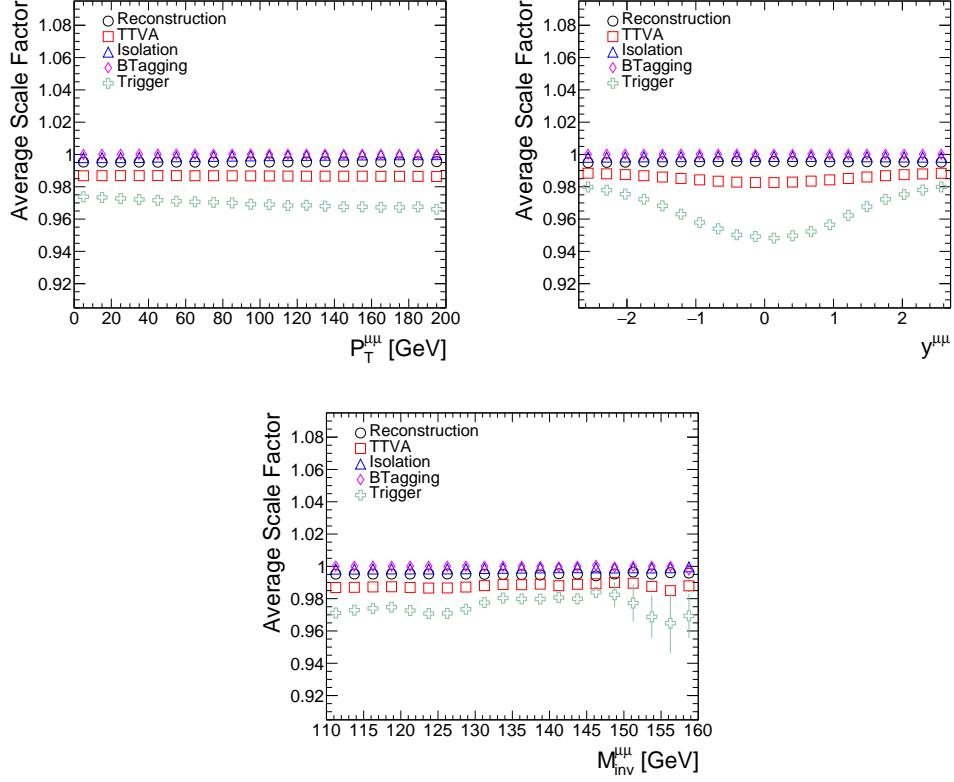 Average Scale Factor
1.08
1.06
1.04
1.02
1
0.98
0.96
0.94
0.92
Reconstruction
TTVA
Isolation
BTagging
Trigger
0 20 40 60 80 100 120 140 160 180 200
P_T^μμ [GeV]
Average Scale Factor
1.08
1.06
1.04
1.02
1
0.98
0.96
0.94
0.92
Reconstruction
TTVA
Isolation
BTagging
Trigger
−2 −1 0 1 2
y^μμ
Average Scale Factor
1.08
1.06
1.04
1.02
1
0.98
0.96
0.94
0.92
Reconstruction
TTVA
Isolation
BTagging
Trigger
110 115 120 125 130 135 140 145 150 155 160
M_inv^μμ [GeV]